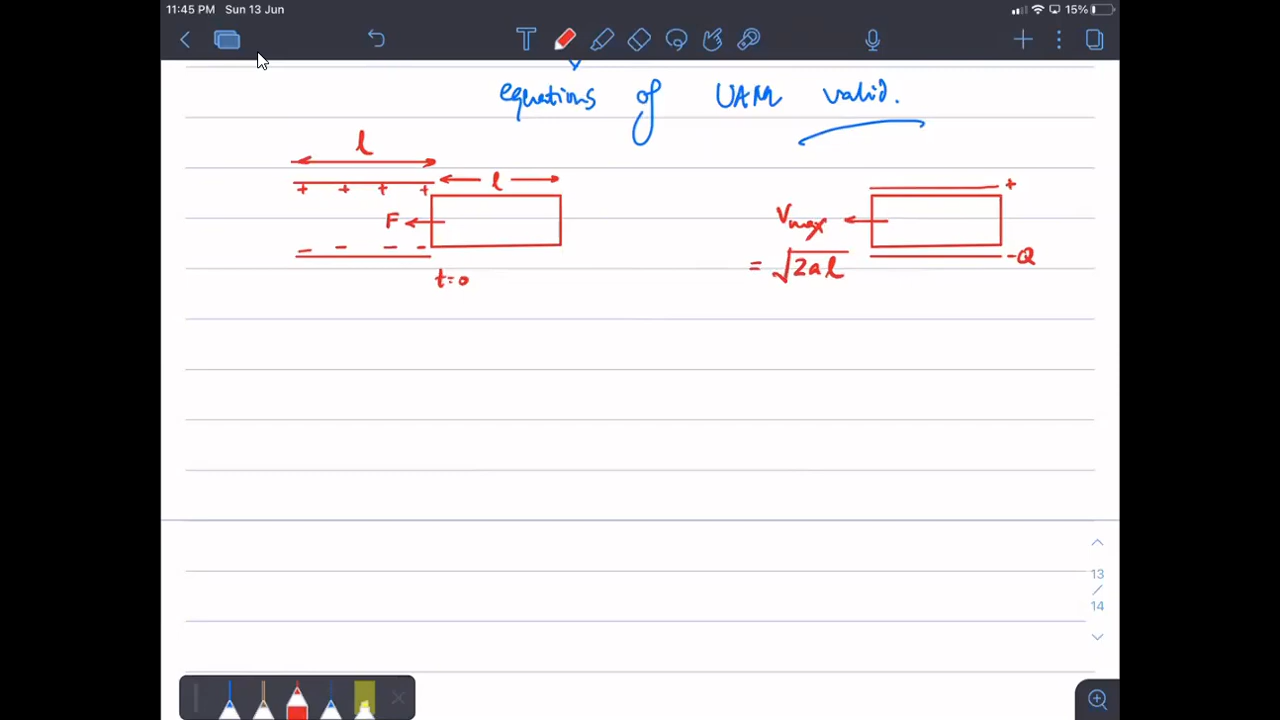 11:45 PM Sun 13 Jun 15%
T
equations of UAM valid.
l
+ + + + l +
F Vmax
- - - - -Q
t=0 = √2al
13
/
14